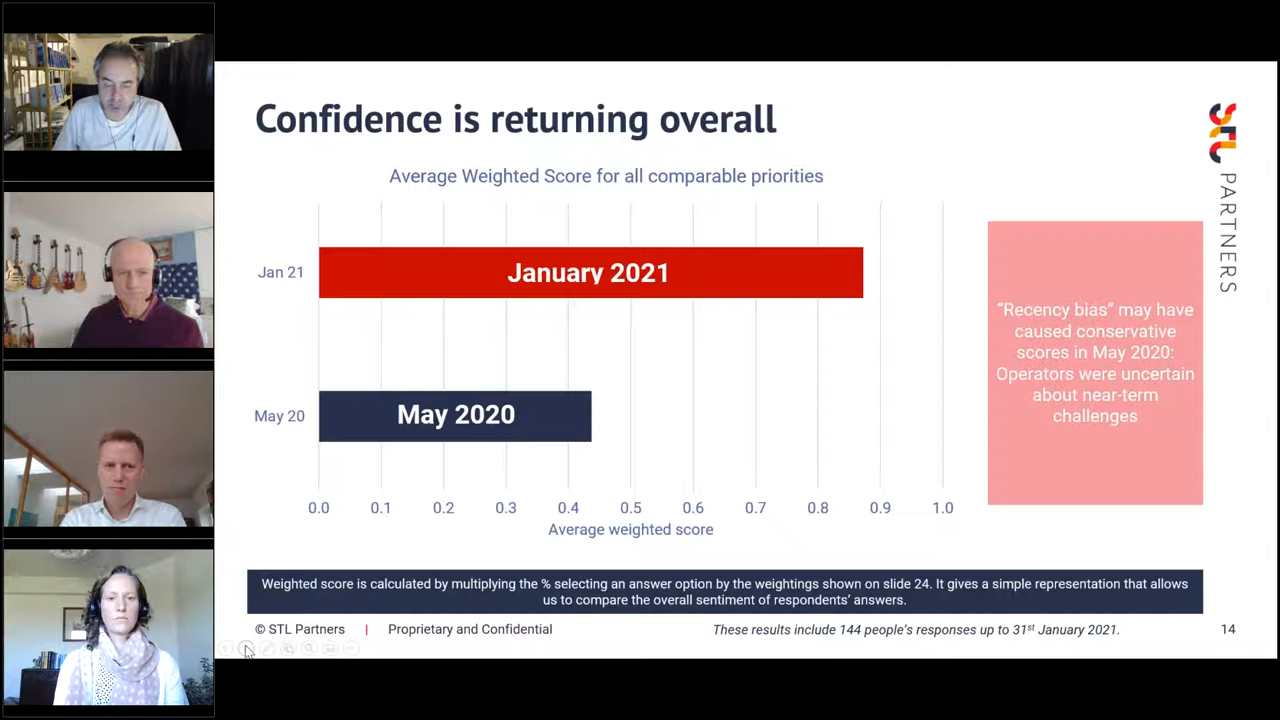 Confidence is returning overall
Average Weighted Score for all comparable priorities
Jan 21
January 2021
May 20
May 2020
0.0 0.1 0.2 0.3 0.4 0.5 0.6 0.7 0.8 0.9 1.0
Average weighted score
“Recency bias” may have
caused conservative
scores in May 2020:
Operators were uncertain
about near-term
challenges
STL PARTNERS
Weighted score is calculated by multiplying the % selecting an answer option by the weightings shown on slide 24. It gives a simple representation that allows
us to compare the overall sentiment of respondents’ answers.
© STL Partners | Proprietary and Confidential
These results include 144 people’s responses up to 31st January 2021.
14